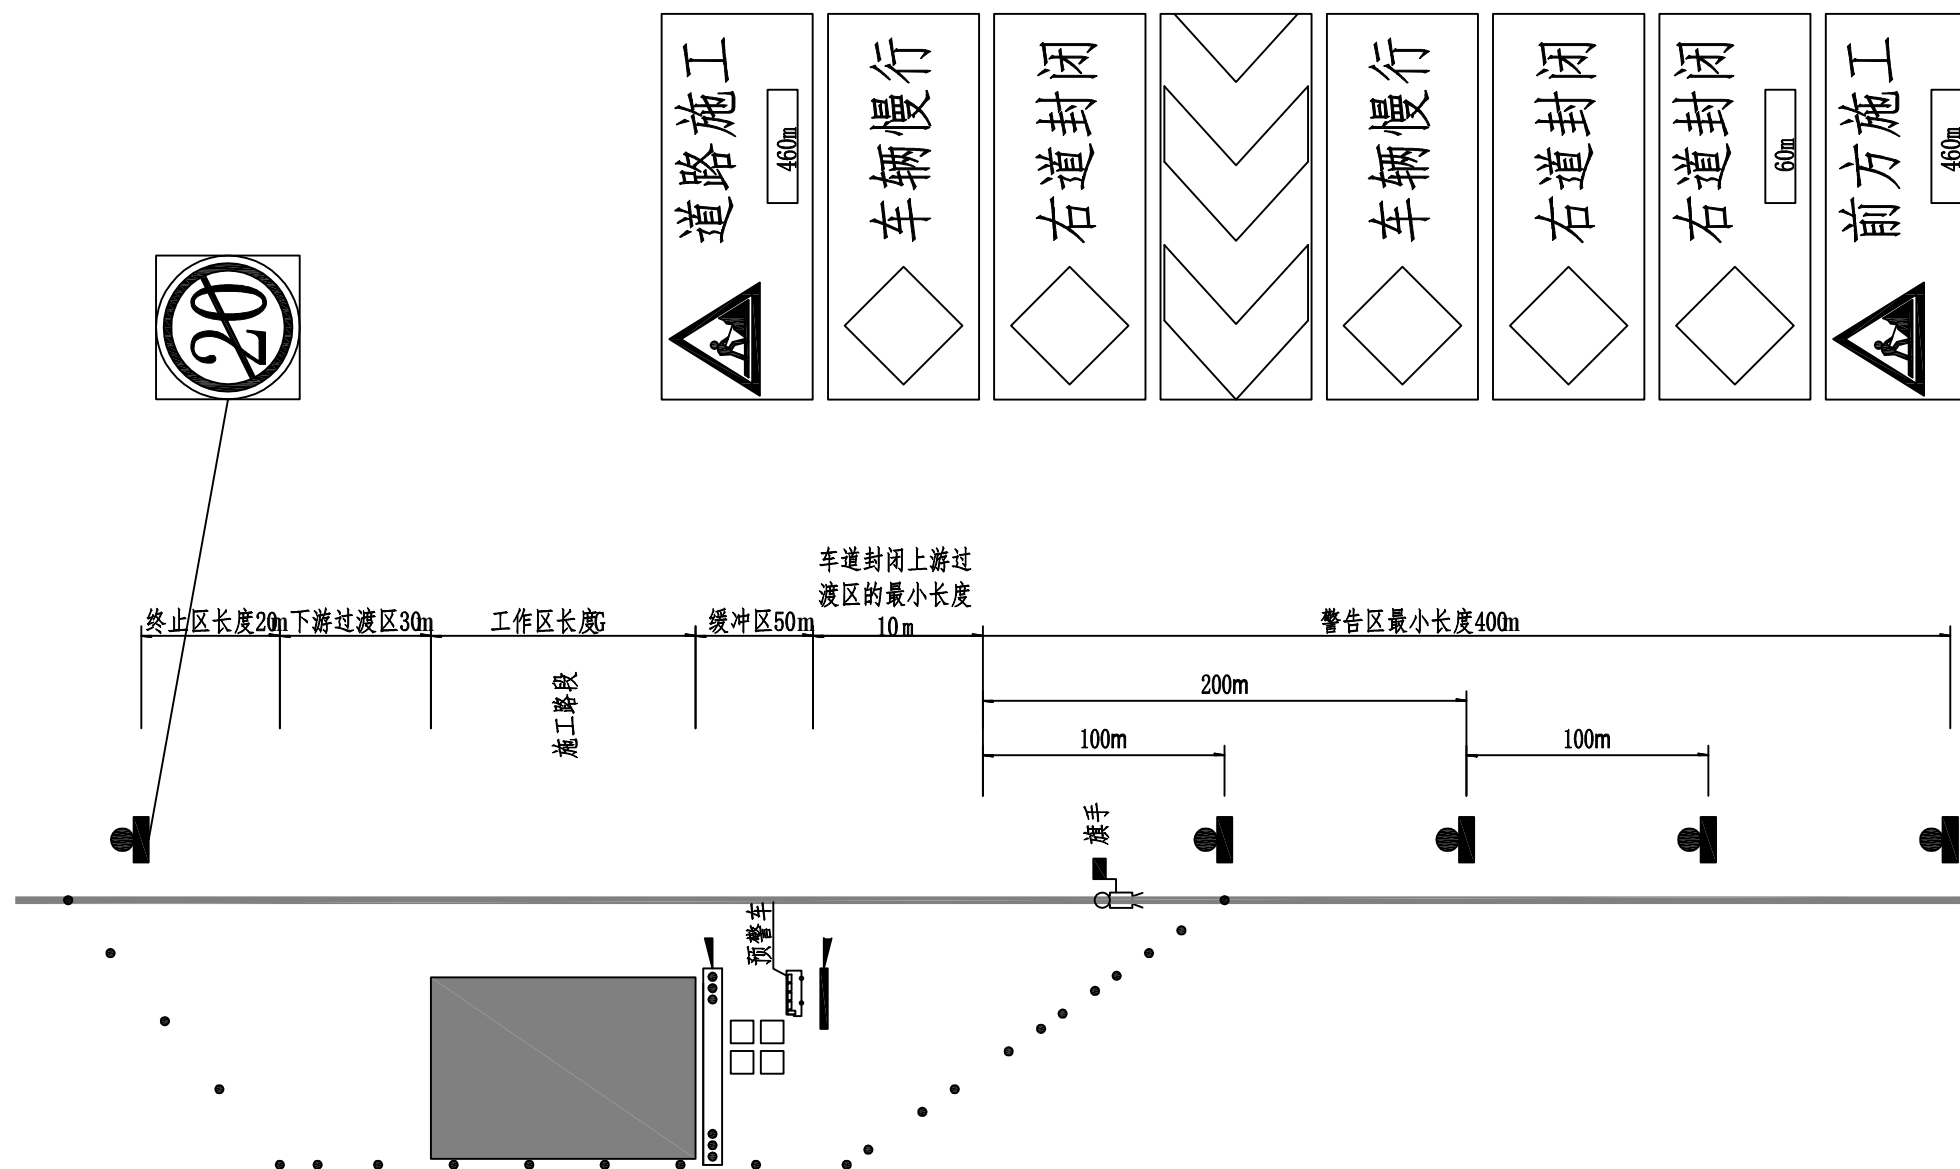 道路施工
460m
车辆慢行
右道封闭
车辆慢行
右道封闭
右道封闭
60m
前方施工
460m
20
车道封闭上游过
渡区的最小长度
10m
终止区长度20m
下游过渡区30m
工作区长度G
缓冲区50m
警告区最小长度400m
施工路段
200m
100m
100m
旗手
预警车